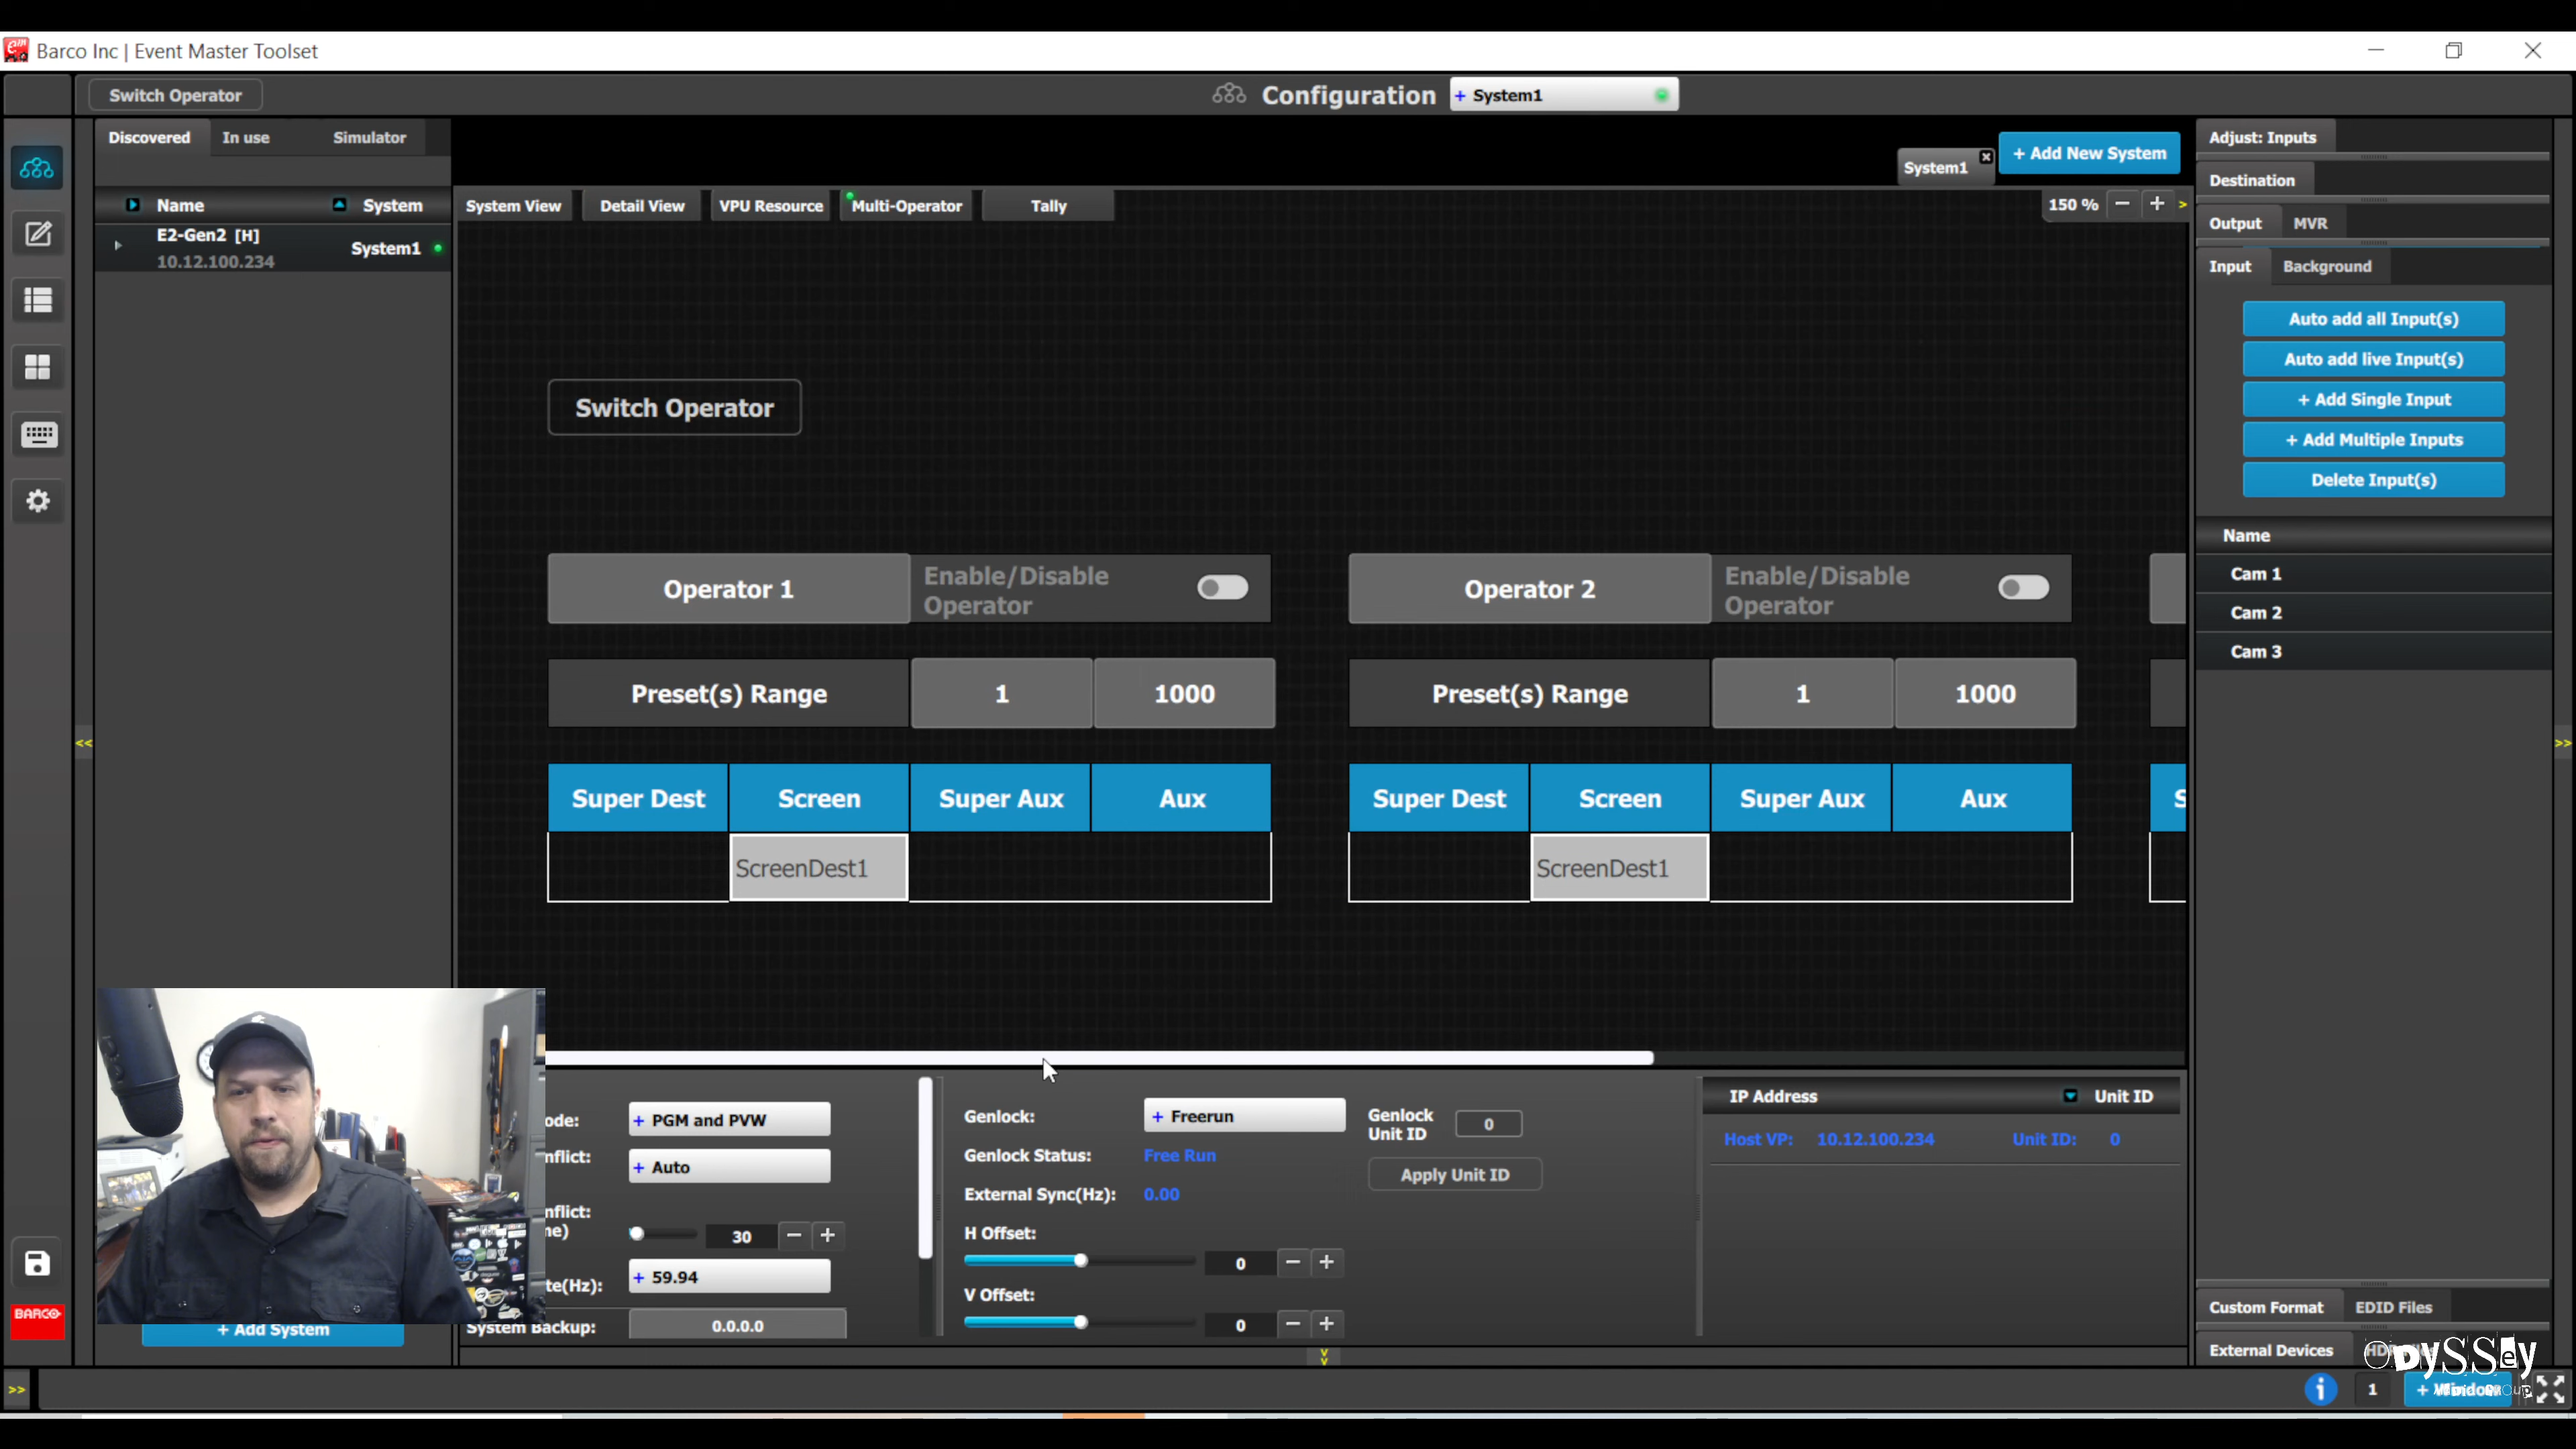 Barco Inc | Event Master Toolset
Switch Operator
Configuration
+ System1
Discovered
In use
Simulator
Name
System
E2-Gen2 [H]
10.12.100.234
System1
System1
+ Add New System
System View
Detail View
VPU Resource
Multi-Operator
Tally
150 %
Switch Operator
Operator 1
Enable/Disable
Operator
Operator 2
Enable/Disable
Operator
Preset(s) Range
1
1000
Preset(s) Range
1
1000
Super Dest
Screen
Super Aux
Aux
Super Dest
Screen
Super Aux
Aux
S
ScreenDest1
ScreenDest1
Adjust: Inputs
Destination
Output
MVR
Input
Background
Auto add all Input(s)
Auto add live Input(s)
+ Add Single Input
+ Add Multiple Inputs
Delete Input(s)
Name
Cam 1
Cam 2
Cam 3
ode:
+ PGM and PVW
nflict:
+ Auto
nflict:
ne)
30
te(Hz):
+ 59.94
System Backup:
0.0.0.0
Genlock:
+ Freerun
Genlock
Unit ID
0
Genlock Status:
Free Run
Apply Unit ID
External Sync(Hz):
0.00
H Offset:
0
V Offset:
0
IP Address
Unit ID
Host VP:
10.12.100.234
Unit ID:
0
+ Add System
BARCO
Custom Format
EDID Files
External Devices
Odyssey
1
+ Window